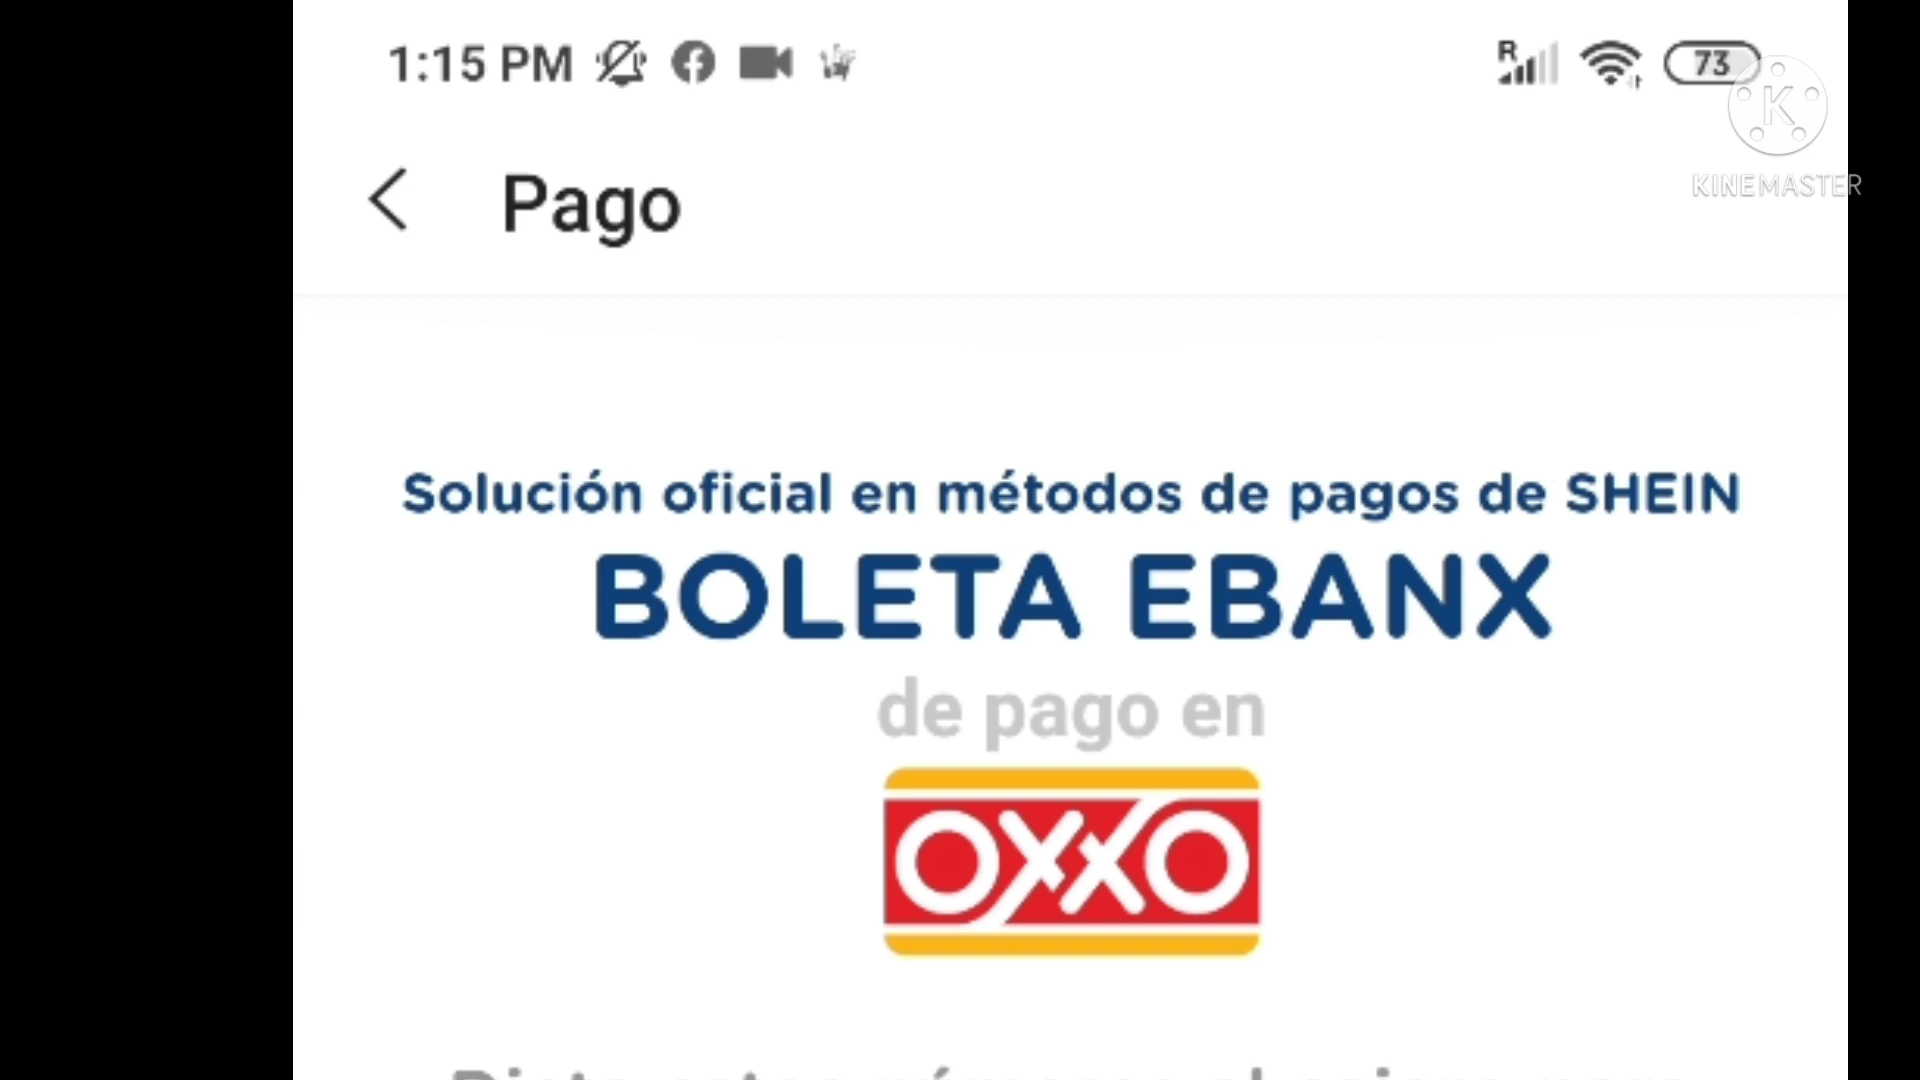 1:15 PM
73
KINEMASTER
Pago
Solución oficial en métodos de pagos de SHEIN
BOLETA EBANX
de pago en
OXXO